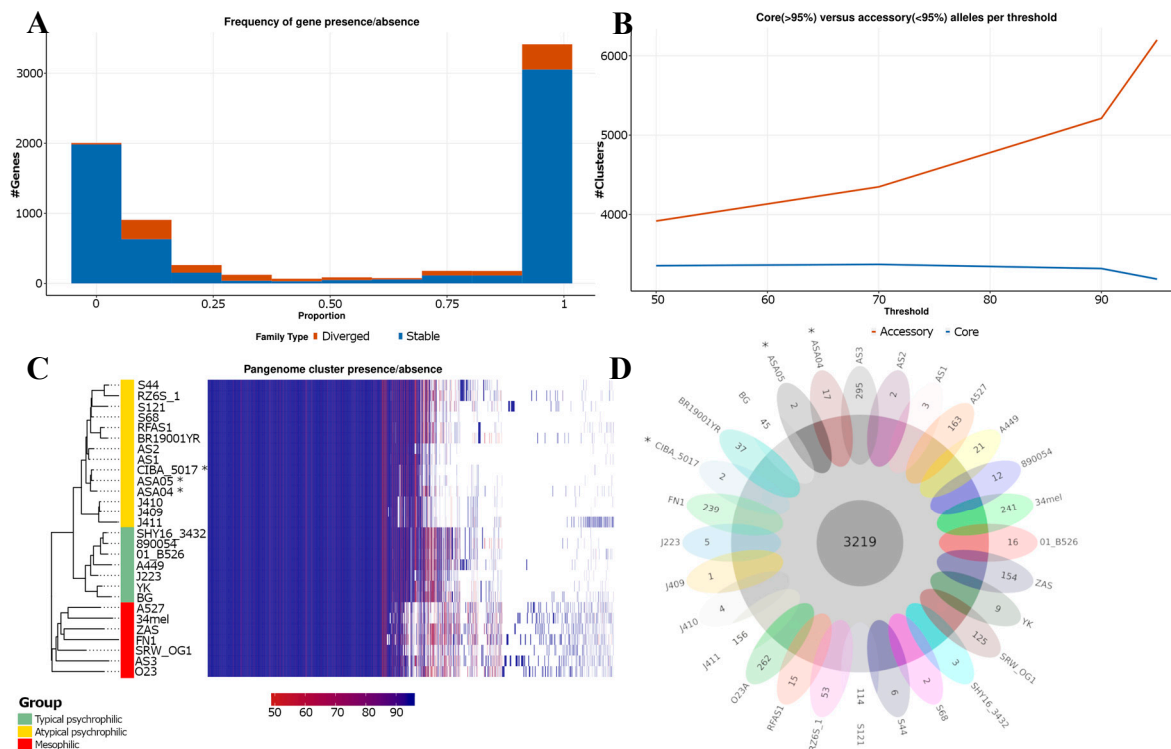 A
Frequency of gene presence/absence
#Genes
3000
2000
1000
0
0 0.25 0.50 0.75 1
Proportion
Family Type Diverged Stable
B
Core(>95%) versus accessory(<95%) alleles per threshold
#Clusters
6000
5000
4000
50 60 70 80 90
Threshold
Accessory Core
C
Pangenome cluster presence/absence
S44
RZ6S_1
S121
S68
RFAS1
BR19001YR
AS2
AS1
CIBA_5017 *
ASA05 *
ASA04 *
J410
J409
J411
SHY16_3432
890054
01_B526
A449
J223
YK
BG
A527
34mel
ZAS
FN1
SRW_OG1
AS3
O23
50 60 70 80 90
Group
Typical psychrophilic
Atypical psychrophilic
Mesophilic
D
3219
AS3 295
AS2 2
AS1 3
A527 163
A449 21
890054 12
34mel 241
01_B526 16
ZAS 154
YK 9
SRW_OG1 125
SHY16_3432 3
S68 2
S44 6
S121 114
RZ6S_1 53
RFAS1 15
O23A 262
J411 156
J410 4
J409 1
J223 5
FN1 239
* CIBA_5017 2
BR19001YR 37
BG 45
* ASA05 2
* ASA04 17